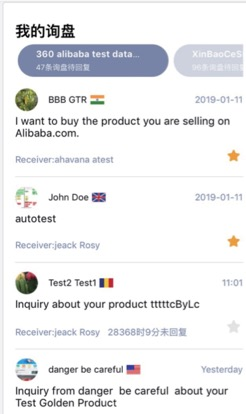 我的询盘
360 alibaba test data...
XinBaoCeS
47条询盘待回复
96条询盘待回复
BBB GTR
2019-01-11
I want to buy the product you are selling on
Alibaba.com.
Receiver:ahavana atest
John Doe
2019-01-11
autotest
Receiver:jeack Rosy
Test2 Test1
11:01
Inquiry about your product tttttcByLc
Receiver:jeack Rosy 28368时9分未回复
danger be careful
Yesterday
Inquiry from danger be careful about your
Test Golden Product